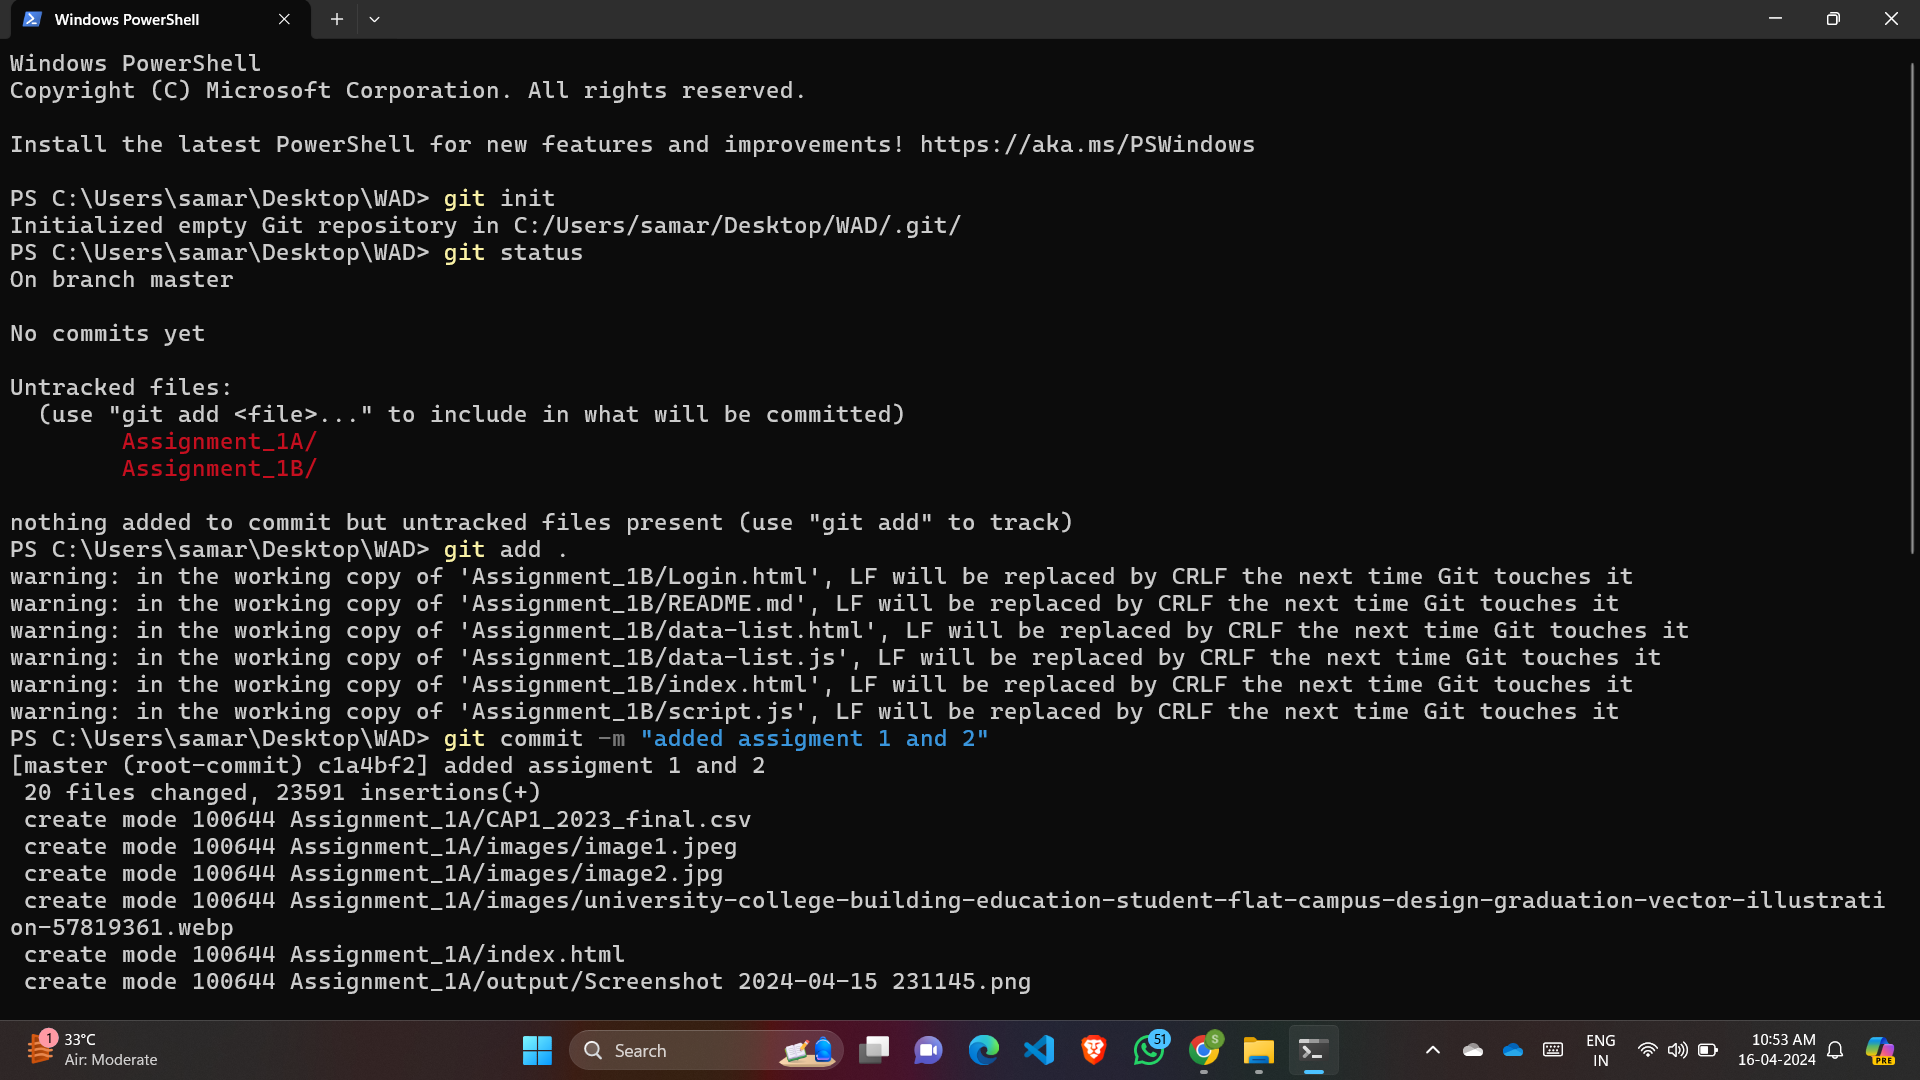 Windows PowerShell
Windows PowerShell
Copyright (C) Microsoft Corporation. All rights reserved.
Install the latest PowerShell for new features and improvements! https://aka.ms/PSWindows
PS C:\Users\samar\Desktop\WAD> git init
Initialized empty Git repository in C:/Users/samar/Desktop/WAD/.git/
PS C:\Users\samar\Desktop\WAD> git status
On branch master
No commits yet
Untracked files:
  (use "git add <file>..." to include in what will be committed)
        Assignment_1A/
        Assignment_1B/
nothing added to commit but untracked files present (use "git add" to track)
PS C:\Users\samar\Desktop\WAD> git add .
warning: in the working copy of 'Assignment_1B/Login.html', LF will be replaced by CRLF the next time Git touches it
warning: in the working copy of 'Assignment_1B/README.md', LF will be replaced by CRLF the next time Git touches it
warning: in the working copy of 'Assignment_1B/data-list.html', LF will be replaced by CRLF the next time Git touches it
warning: in the working copy of 'Assignment_1B/data-list.js', LF will be replaced by CRLF the next time Git touches it
warning: in the working copy of 'Assignment_1B/index.html', LF will be replaced by CRLF the next time Git touches it
warning: in the working copy of 'Assignment_1B/script.js', LF will be replaced by CRLF the next time Git touches it
PS C:\Users\samar\Desktop\WAD> git commit -m "added assigment 1 and 2"
[master (root-commit) c1a4bf2] added assigment 1 and 2
 20 files changed, 23591 insertions(+)
 create mode 100644 Assignment_1A/CAP1_2023_final.csv
 create mode 100644 Assignment_1A/images/image1.jpeg
 create mode 100644 Assignment_1A/images/image2.jpg
 create mode 100644 Assignment_1A/images/university-college-building-education-student-flat-campus-design-graduation-vector-illustrati
on-57819361.webp
 create mode 100644 Assignment_1A/index.html
 create mode 100644 Assignment_1A/output/Screenshot 2024-04-15 231145.png
1
33°C
Air: Moderate
Search
51
S
ENG
IN
10:53 AM
16-04-2024
PRE